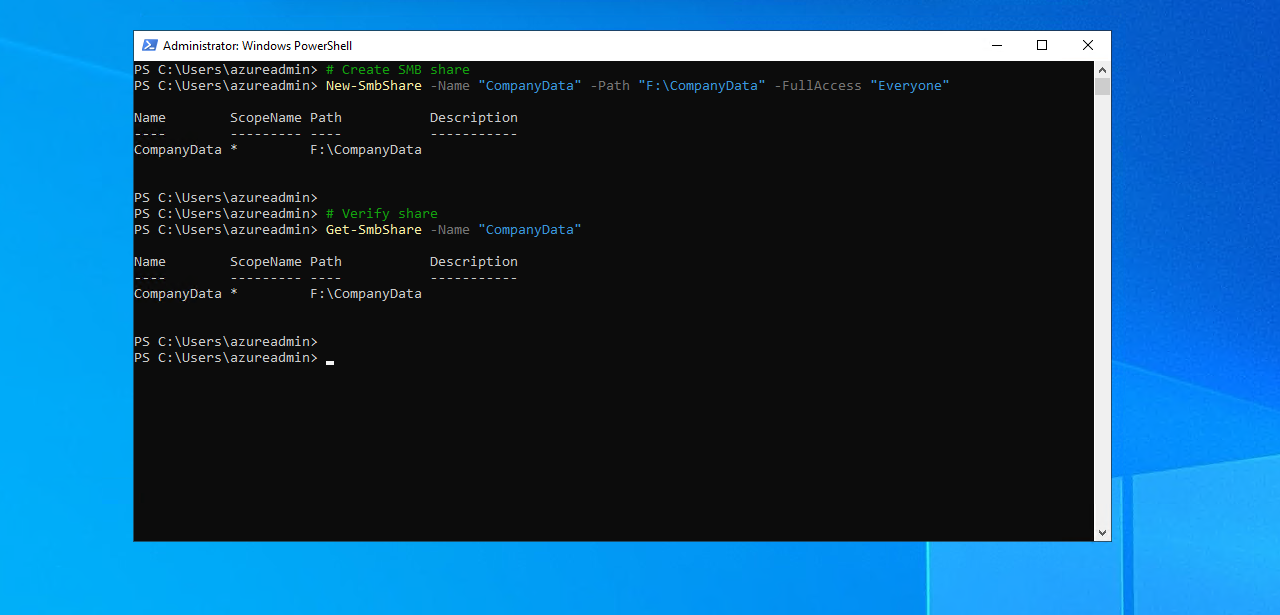 Administrator: Windows PowerShell
PS C:\Users\azureadmin> # Create SMB share
PS C:\Users\azureadmin> New-SmbShare -Name "CompanyData" -Path "F:\CompanyData" -FullAccess "Everyone"
Name        ScopeName Path           Description
----        --------- ----           -----------
CompanyData *         F:\CompanyData
PS C:\Users\azureadmin>
PS C:\Users\azureadmin> # Verify share
PS C:\Users\azureadmin> Get-SmbShare -Name "CompanyData"
Name        ScopeName Path           Description
----        --------- ----           -----------
CompanyData *         F:\CompanyData
PS C:\Users\azureadmin>
PS C:\Users\azureadmin>